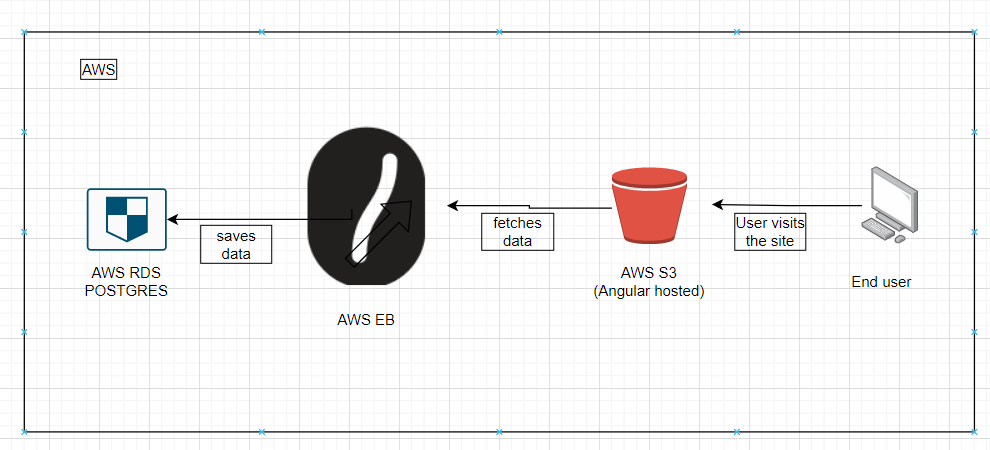 AWS
saves
data
fetches
data
User visits
the site
AWS RDS
POSTGRES
AWS EB
AWS S3
(Angular hosted)
End user